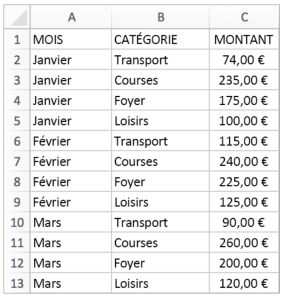 A B C
1 MOIS CATÉGORIE MONTANT
2 Janvier Transport 74,00 €
3 Janvier Courses 235,00 €
4 Janvier Foyer 175,00 €
5 Janvier Loisirs 100,00 €
6 Février Transport 115,00 €
7 Février Courses 240,00 €
8 Février Foyer 225,00 €
9 Février Loisirs 125,00 €
10 Mars Transport 90,00 €
11 Mars Courses 260,00 €
12 Mars Foyer 200,00 €
13 Mars Loisirs 120,00 €